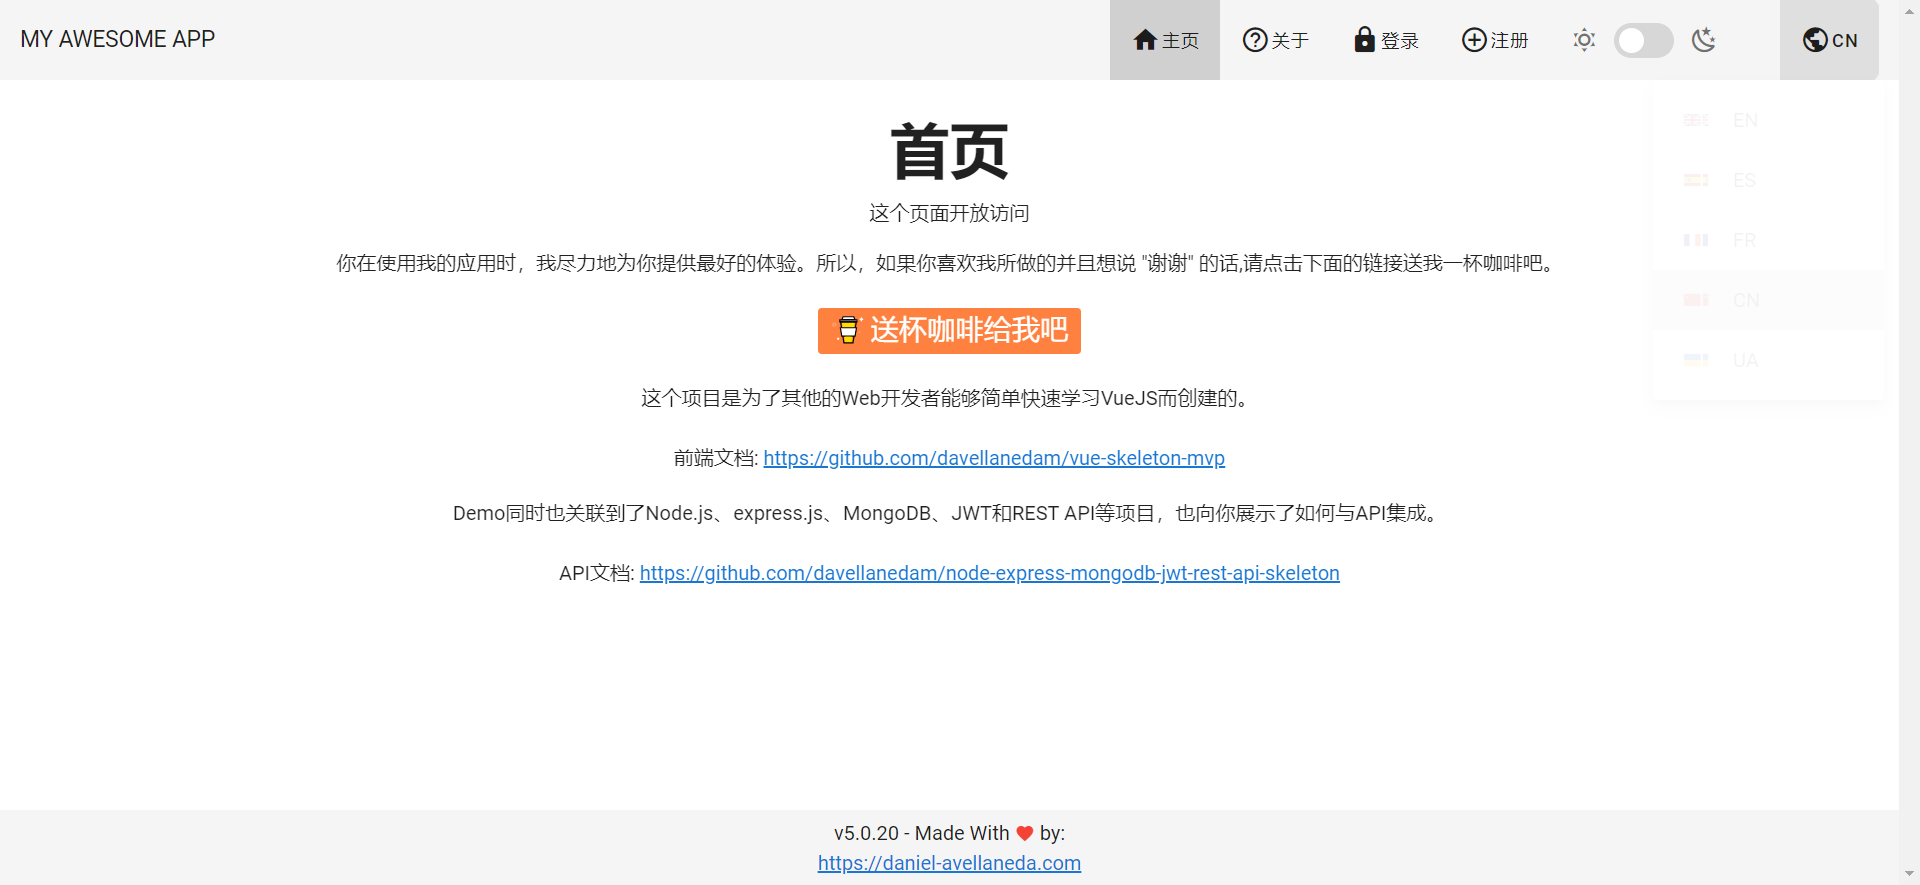 MY AWESOME APP
主页
关于
登录
注册
CN
EN
ES
FR
CN
UA
首页
这个页面开放访问
你在使用我的应用时，我尽力地为你提供最好的体验。所以，如果你喜欢我所做的并且想说 "谢谢" 的话,请点击下面的链接送我一杯咖啡吧。
送杯咖啡给我吧
这个项目是为了其他的Web开发者能够简单快速学习VueJS而创建的。
前端文档: https://github.com/davellanedam/vue-skeleton-mvp
Demo同时也关联到了Node.js、express.js、MongoDB、JWT和REST API等项目，也向你展示了如何与API集成。
API文档: https://github.com/davellanedam/node-express-mongodb-jwt-rest-api-skeleton
v5.0.20 - Made With ❤ by:
https://daniel-avellaneda.com